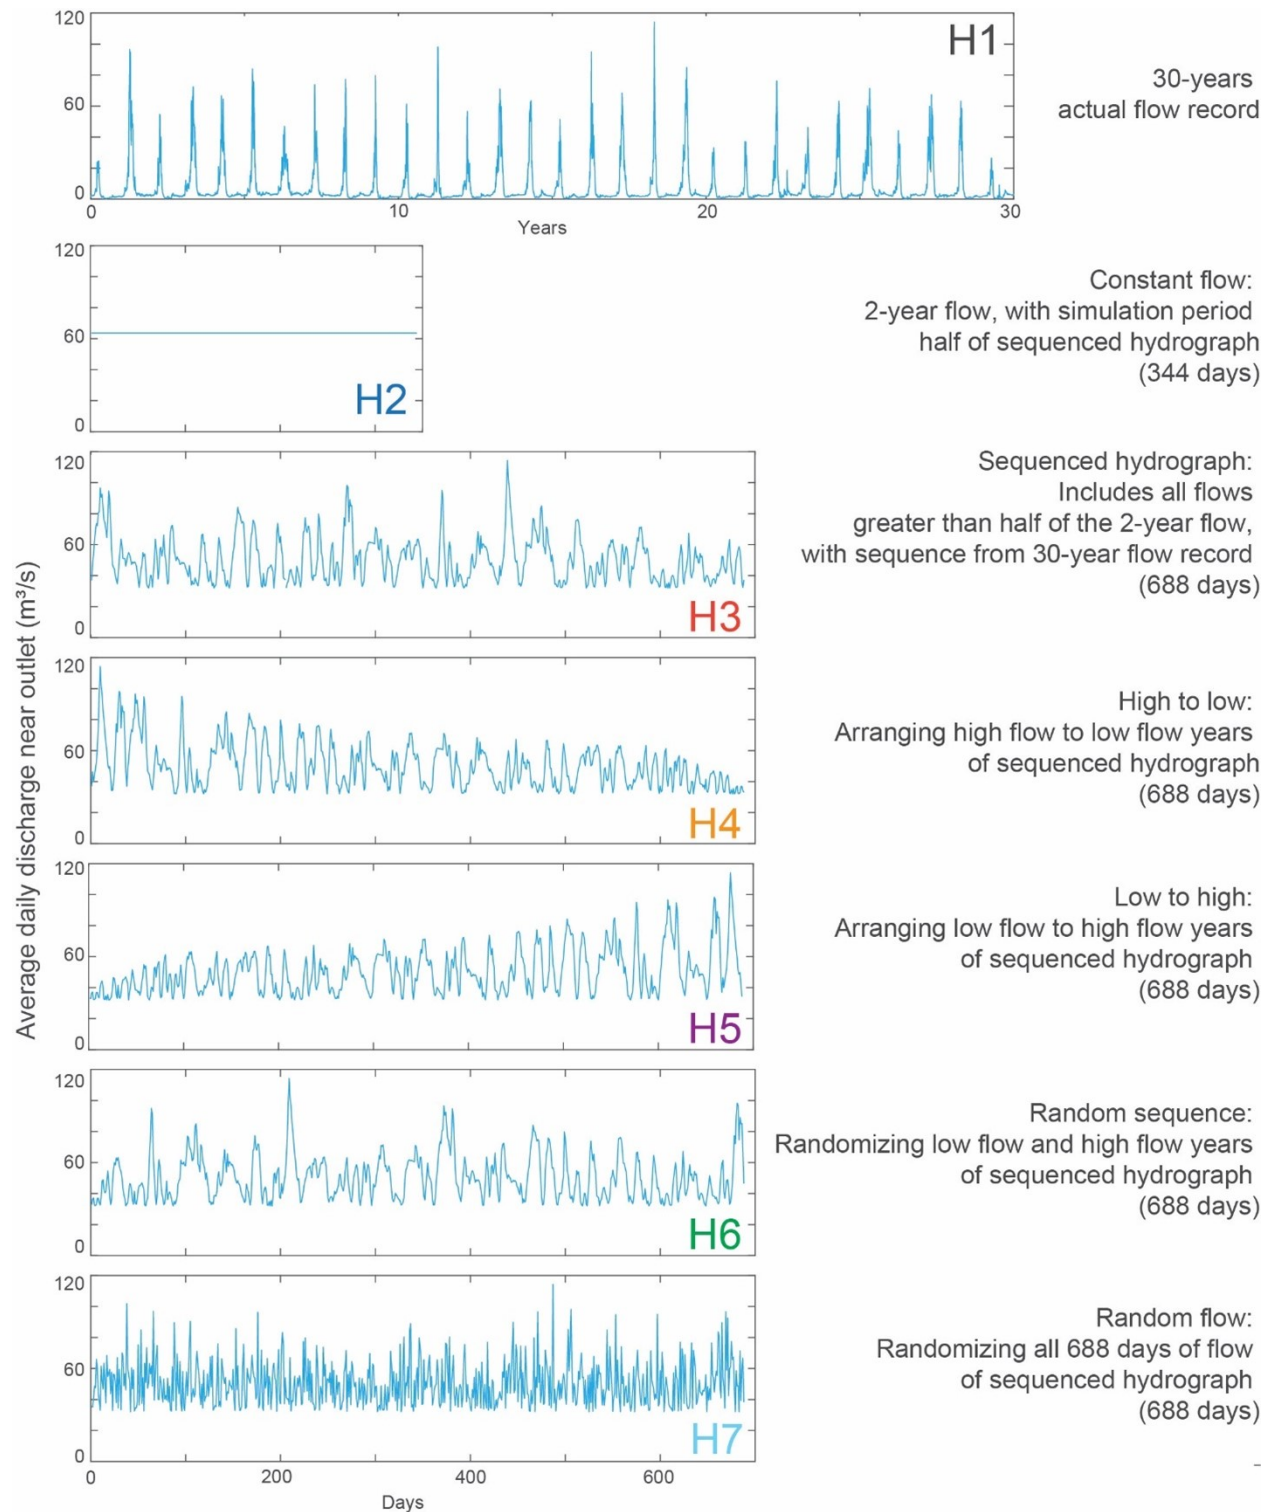 120
60
0
H1
30-years
actual flow record
0
10
20
30
Years
Average daily discharge near outlet (m³/s)
120
60
0
H2
Constant flow:
2-year flow, with simulation period
half of sequenced hydrograph
(344 days)
120
60
0
H3
Sequenced hydrograph:
Includes all flows
greater than half of the 2-year flow,
with sequence from 30-year flow record
(688 days)
120
60
0
H4
High to low:
Arranging high flow to low flow years
of sequenced hydrograph
(688 days)
120
60
0
H5
Low to high:
Arranging low flow to high flow years
of sequenced hydrograph
(688 days)
120
60
0
H6
Random sequence:
Randomizing low flow and high flow years
of sequenced hydrograph
(688 days)
120
60
0
H7
Random flow:
Randomizing all 688 days of flow
of sequenced hydrograph
(688 days)
0
200
400
600
Days